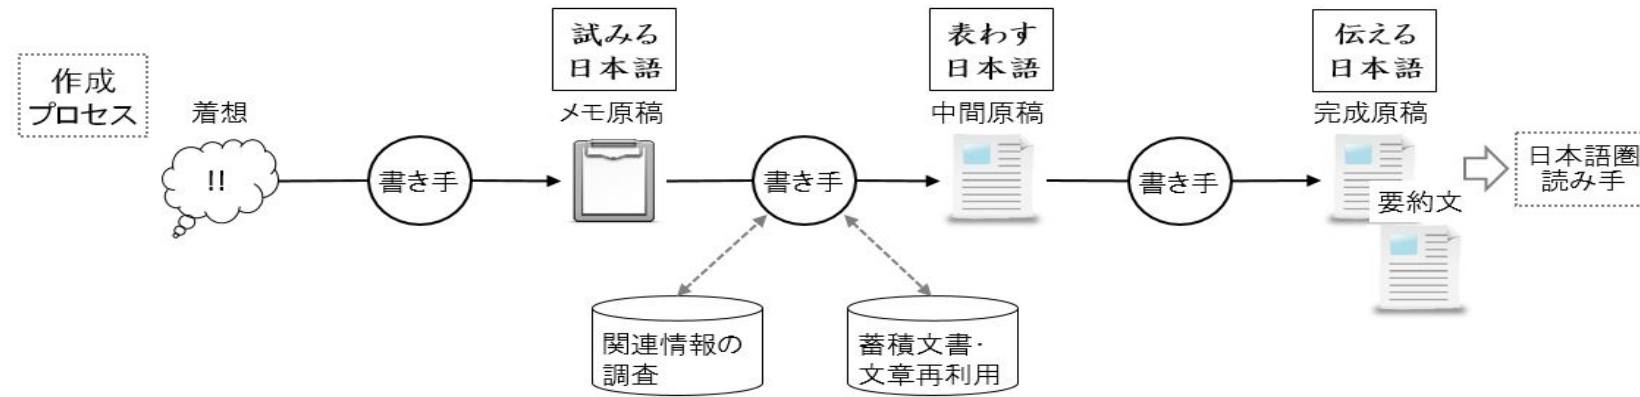 作成
プロセス
着想
!!
書き手
試みる
日本語
メモ原稿
書き手
関連情報の
調査
蓄積文書・
文章再利用
表わす
日本語
中間原稿
書き手
伝える
日本語
完成原稿
要約文
日本語圏
読み手